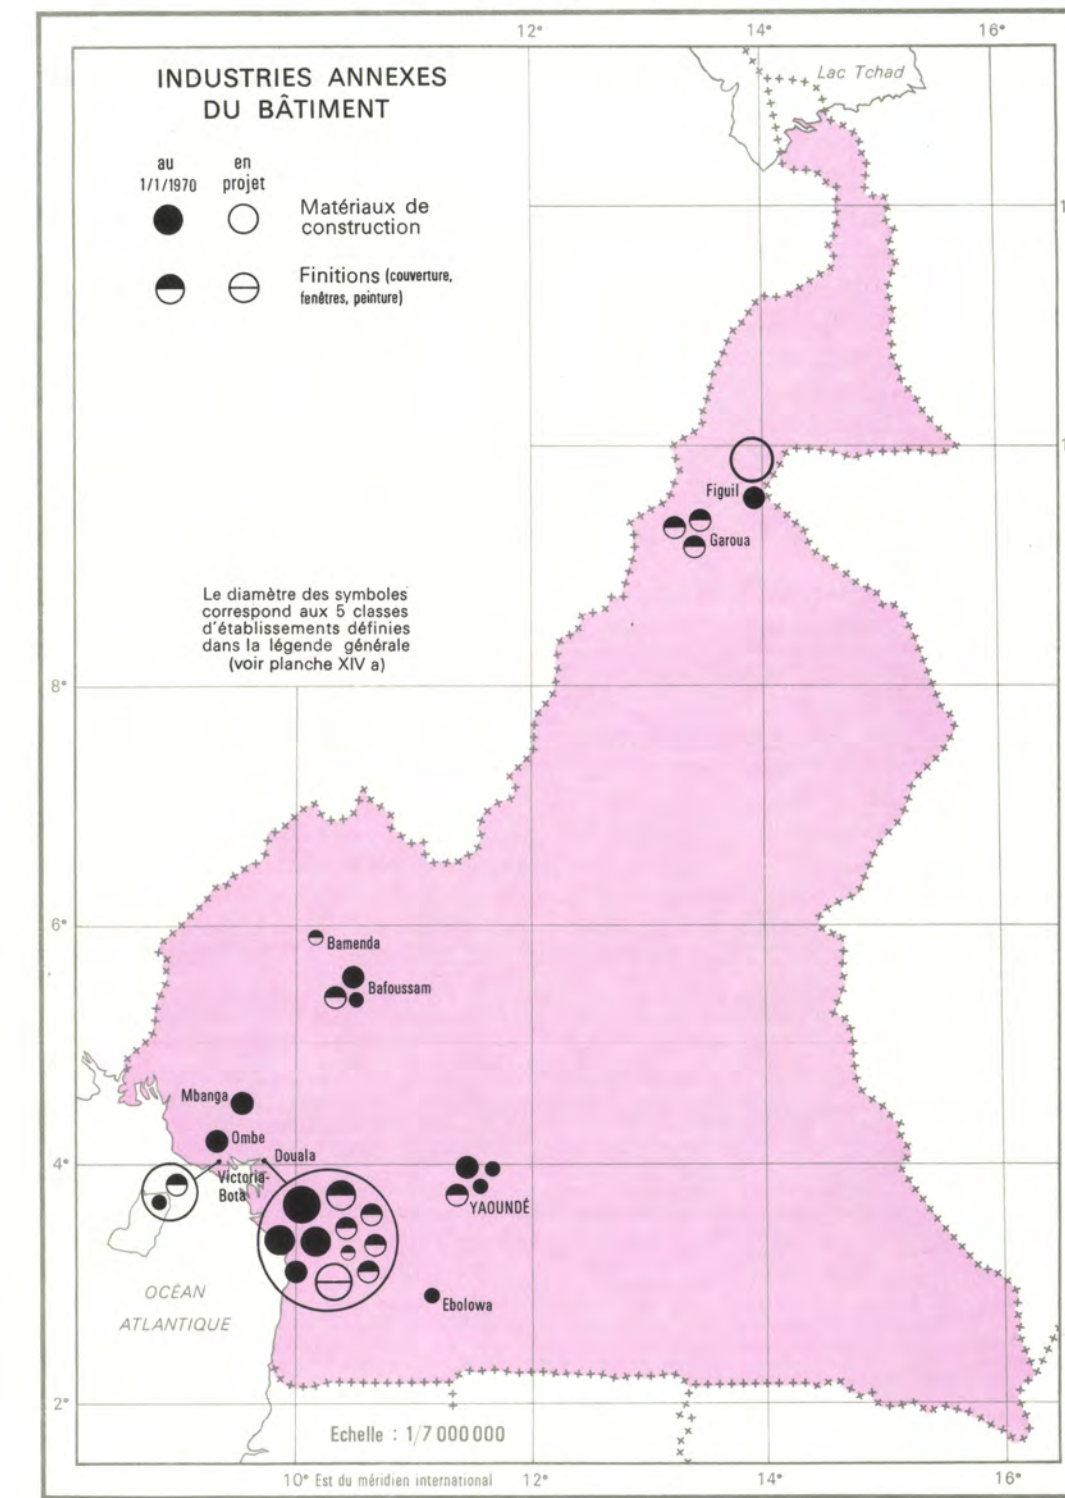 12°
14°
16°
INDUSTRIES ANNEXES
DU BÂTIMENT
Lac Tchad
au
1/1/1970
en
projet
Matériaux de
construction
Finitions (couverture,
fenêtres, peinture)
Figuil
Garoua
Le diamètre des symboles
correspond aux 5 classes
d'établissements définies
dans la légende générale
(voir planche XIV a)
8°
6°
Bamenda
Bafoussam
Mbanga
Ombe
Douala
4°
Victoria-
Bota
YAOUNDÉ
OCÉAN
ATLANTIQUE
Ebolowa
2°
Echelle : 1/7 000 000
10° Est du méridien international
12°
14°
16°